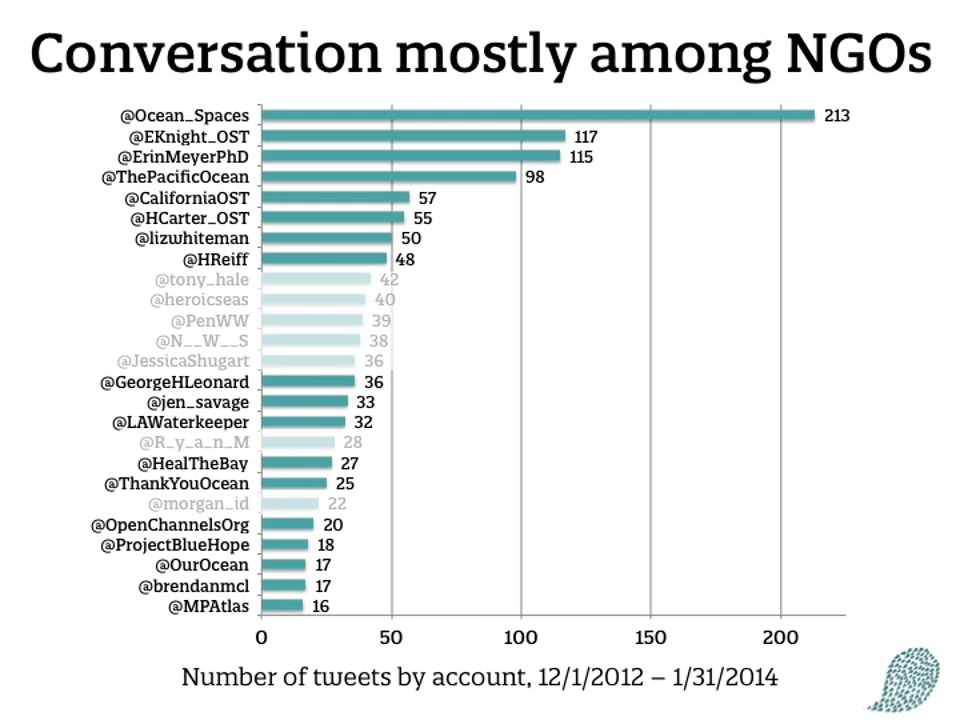 Conversation mostly among NGOs
@Ocean_Spaces 213
@EKnight_OST 117
@ErinMeyerPhD 115
@ThePacificOcean 98
@CaliforniaOST 57
@HCarter_OST 55
@lizwhiteman 50
@HReiff 48
@tony_hale 42
@heroicseas 40
@PenWW 39
@N__W__S 38
@JessicaShugart 36
@GeorgeHLeonard 36
@jen_savage 33
@LAWaterkeeper 32
@R_y_a_n_M 28
@HealTheBay 27
@ThankYouOcean 25
@morgan_id 22
@OpenChannelsOrg 20
@ProjectBlueHope 18
@OurOcean 17
@brendanmcl 17
@MPAtlas 16
0 50 100 150 200
Number of tweets by account, 12/1/2012 – 1/31/2014